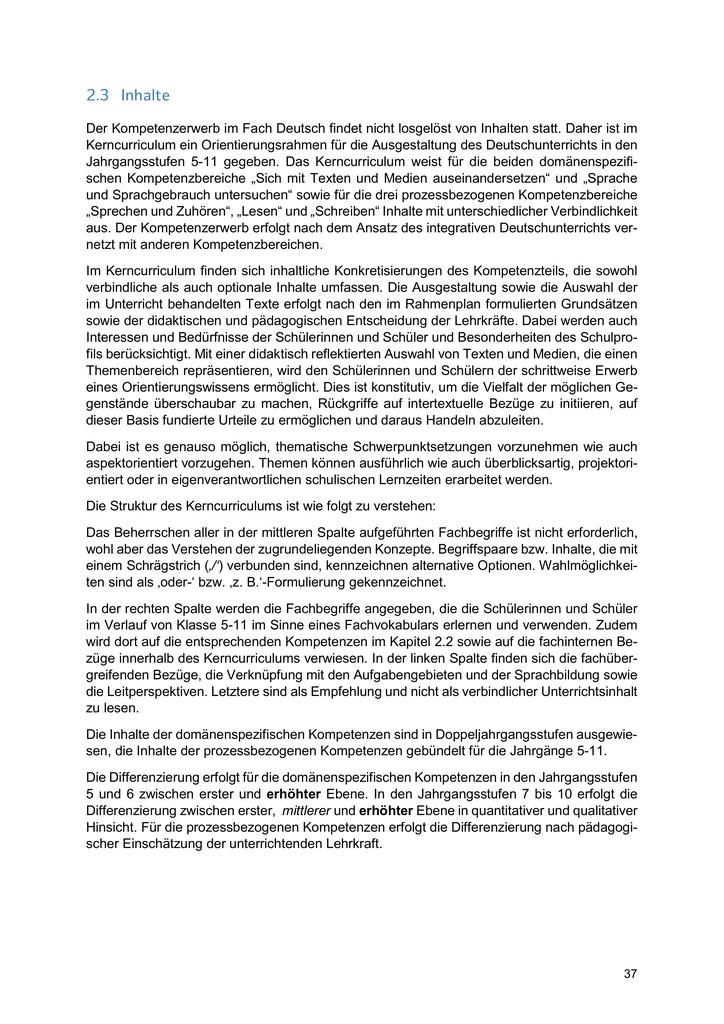 2.3 Inhalte
Der Kompetenzerwerb im Fach Deutsch findet nicht losgelöst von Inhalten statt. Daher ist im
Kerncurriculum ein Orientierungsrahmen für die Ausgestaltung des Deutschunterrichts in den
Jahrgangsstufen 5-11 gegeben. Das Kerncurriculum weist für die beiden domänenspezifi-
schen Kompetenzbereiche „Sich mit Texten und Medien auseinandersetzen“ und „Sprache
und Sprachgebrauch untersuchen“ sowie für die drei prozessbezogenen Kompetenzbereiche
„Sprechen und Zuhören“, „Lesen“ und „Schreiben“ Inhalte mit unterschiedlicher Verbindlichkeit
aus. Der Kompetenzerwerb erfolgt nach dem Ansatz des integrativen Deutschunterrichts ver-
netzt mit anderen Kompetenzbereichen.
Im Kerncurriculum finden sich inhaltliche Konkretisierungen des Kompetenzteils, die sowohl
verbindliche als auch optionale Inhalte umfassen. Die Ausgestaltung sowie die Auswahl der
im Unterricht behandelten Texte erfolgt nach den im Rahmenplan formulierten Grundsätzen
sowie der didaktischen und pädagogischen Entscheidung der Lehrkräfte. Dabei werden auch
Interessen und Bedürfnisse der Schülerinnen und Schüler und Besonderheiten des Schulpro-
fils berücksichtigt. Mit einer didaktisch reflektierten Auswahl von Texten und Medien, die einen
Themenbereich repräsentieren, wird den Schülerinnen und Schülern der schrittweise Erwerb
eines Orientierungswissens ermöglicht. Dies ist konstitutiv, um die Vielfalt der möglichen Ge-
genstände überschaubar zu machen, Rückgriffe auf intertextuelle Bezüge zu initiieren, auf
dieser Basis fundierte Urteile zu ermöglichen und daraus Handeln abzuleiten.
Dabei ist es genauso möglich, thematische Schwerpunktsetzungen vorzunehmen wie auch
aspektorientiert vorzugehen. Themen können ausführlich wie auch überblicksartig, projektori-
entiert oder in eigenverantwortlichen schulischen Lernzeiten erarbeitet werden.
Die Struktur des Kerncurriculums ist wie folgt zu verstehen:
Das Beherrschen aller in der mittleren Spalte aufgeführten Fachbegriffe ist nicht erforderlich,
wohl aber das Verstehen der zugrundeliegenden Konzepte. Begriffspaare bzw. Inhalte, die mit
einem Schrägstrich (‚/‘) verbunden sind, kennzeichnen alternative Optionen. Wahlmöglichkei-
ten sind als ‚oder-‘ bzw. ‚z. B.‘-Formulierung gekennzeichnet.
In der rechten Spalte werden die Fachbegriffe angegeben, die die Schülerinnen und Schüler
im Verlauf von Klasse 5-11 im Sinne eines Fachvokabulars erlernen und verwenden. Zudem
wird dort auf die entsprechenden Kompetenzen im Kapitel 2.2 sowie auf die fachinternen Be-
züge innerhalb des Kerncurriculums verwiesen. In der linken Spalte finden sich die fachüber-
greifenden Bezüge, die Verknüpfung mit den Aufgabengebieten und der Sprachbildung sowie
die Leitperspektiven. Letztere sind als Empfehlung und nicht als verbindlicher Unterrichtsinhalt
zu lesen.
Die Inhalte der domänenspezifischen Kompetenzen sind in Doppeljahrgangsstufen ausgewie-
sen, die Inhalte der prozessbezogenen Kompetenzen gebündelt für die Jahrgänge 5-11.
Die Differenzierung erfolgt für die domänenspezifischen Kompetenzen in den Jahrgangsstufen
5 und 6 zwischen erster und erhöhter Ebene. In den Jahrgangsstufen 7 bis 10 erfolgt die
Differenzierung zwischen erster, mittlerer und erhöhter Ebene in quantitativer und qualitativer
Hinsicht. Für die prozessbezogenen Kompetenzen erfolgt die Differenzierung nach pädagogi-
scher Einschätzung der unterrichtenden Lehrkraft.
37